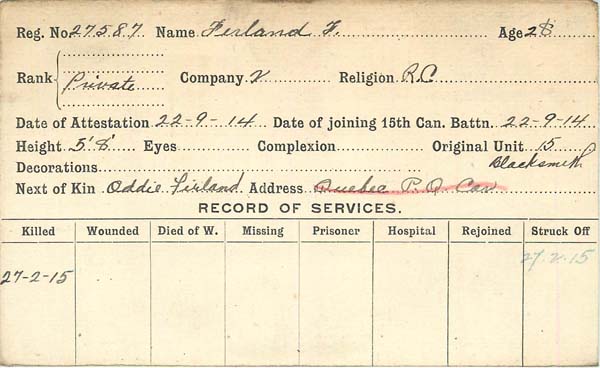 Reg. No. 27587. Name Ferland F. Age 28
Rank Private Company V Religion R.C
Date of Attestation 22-9-14 Date of joining 15th Can. Battn. 22-9-14
Height 5'8' Eyes Complexion Original Unit 15
Blacksmith
Decorations
Next of Kin Oddie Firland Address Quebec P.Q. Can
RECORD OF SERVICES.
Killed Wounded Died of W. Missing Prisoner Hospital Rejoined Struck Off
27.2.15
27-2-15